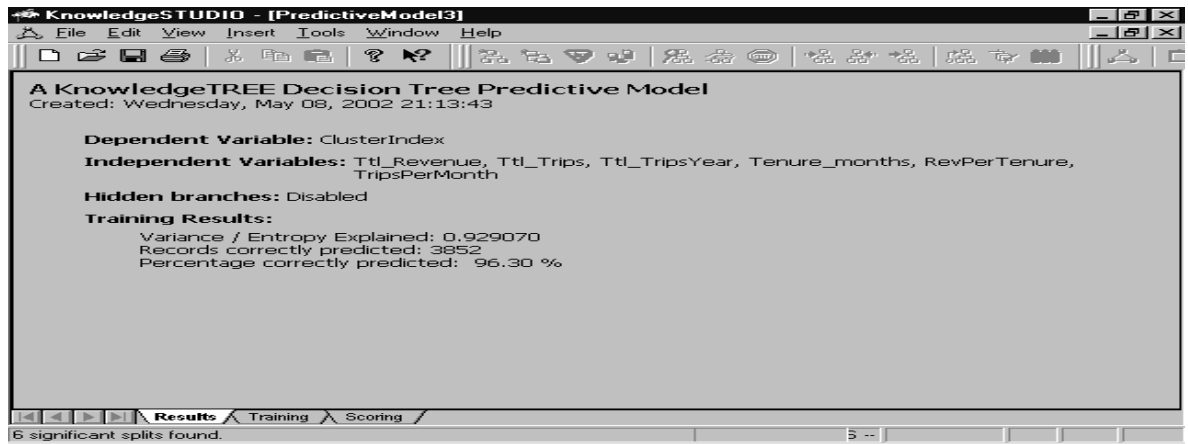 KnowledgeSTUDIO - [PredictiveModel3]
File Edit View Insert Tools Window Help
A KnowledgeTREE Decision Tree Predictive Model
Created: Wednesday, May 08, 2002 21:13:43
Dependent Variable: ClusterIndex
Independent Variables: Ttl_Revenue, Ttl_Trips, Ttl_TripsYear, Tenure_months, RevPerTenure,
TripsPerMonth
Hidden branches: Disabled
Training Results:
Variance / Entropy Explained: 0.929070
Records correctly predicted: 3852
Percentage correctly predicted: 96.30 %
Results Training Scoring
6 significant splits found.